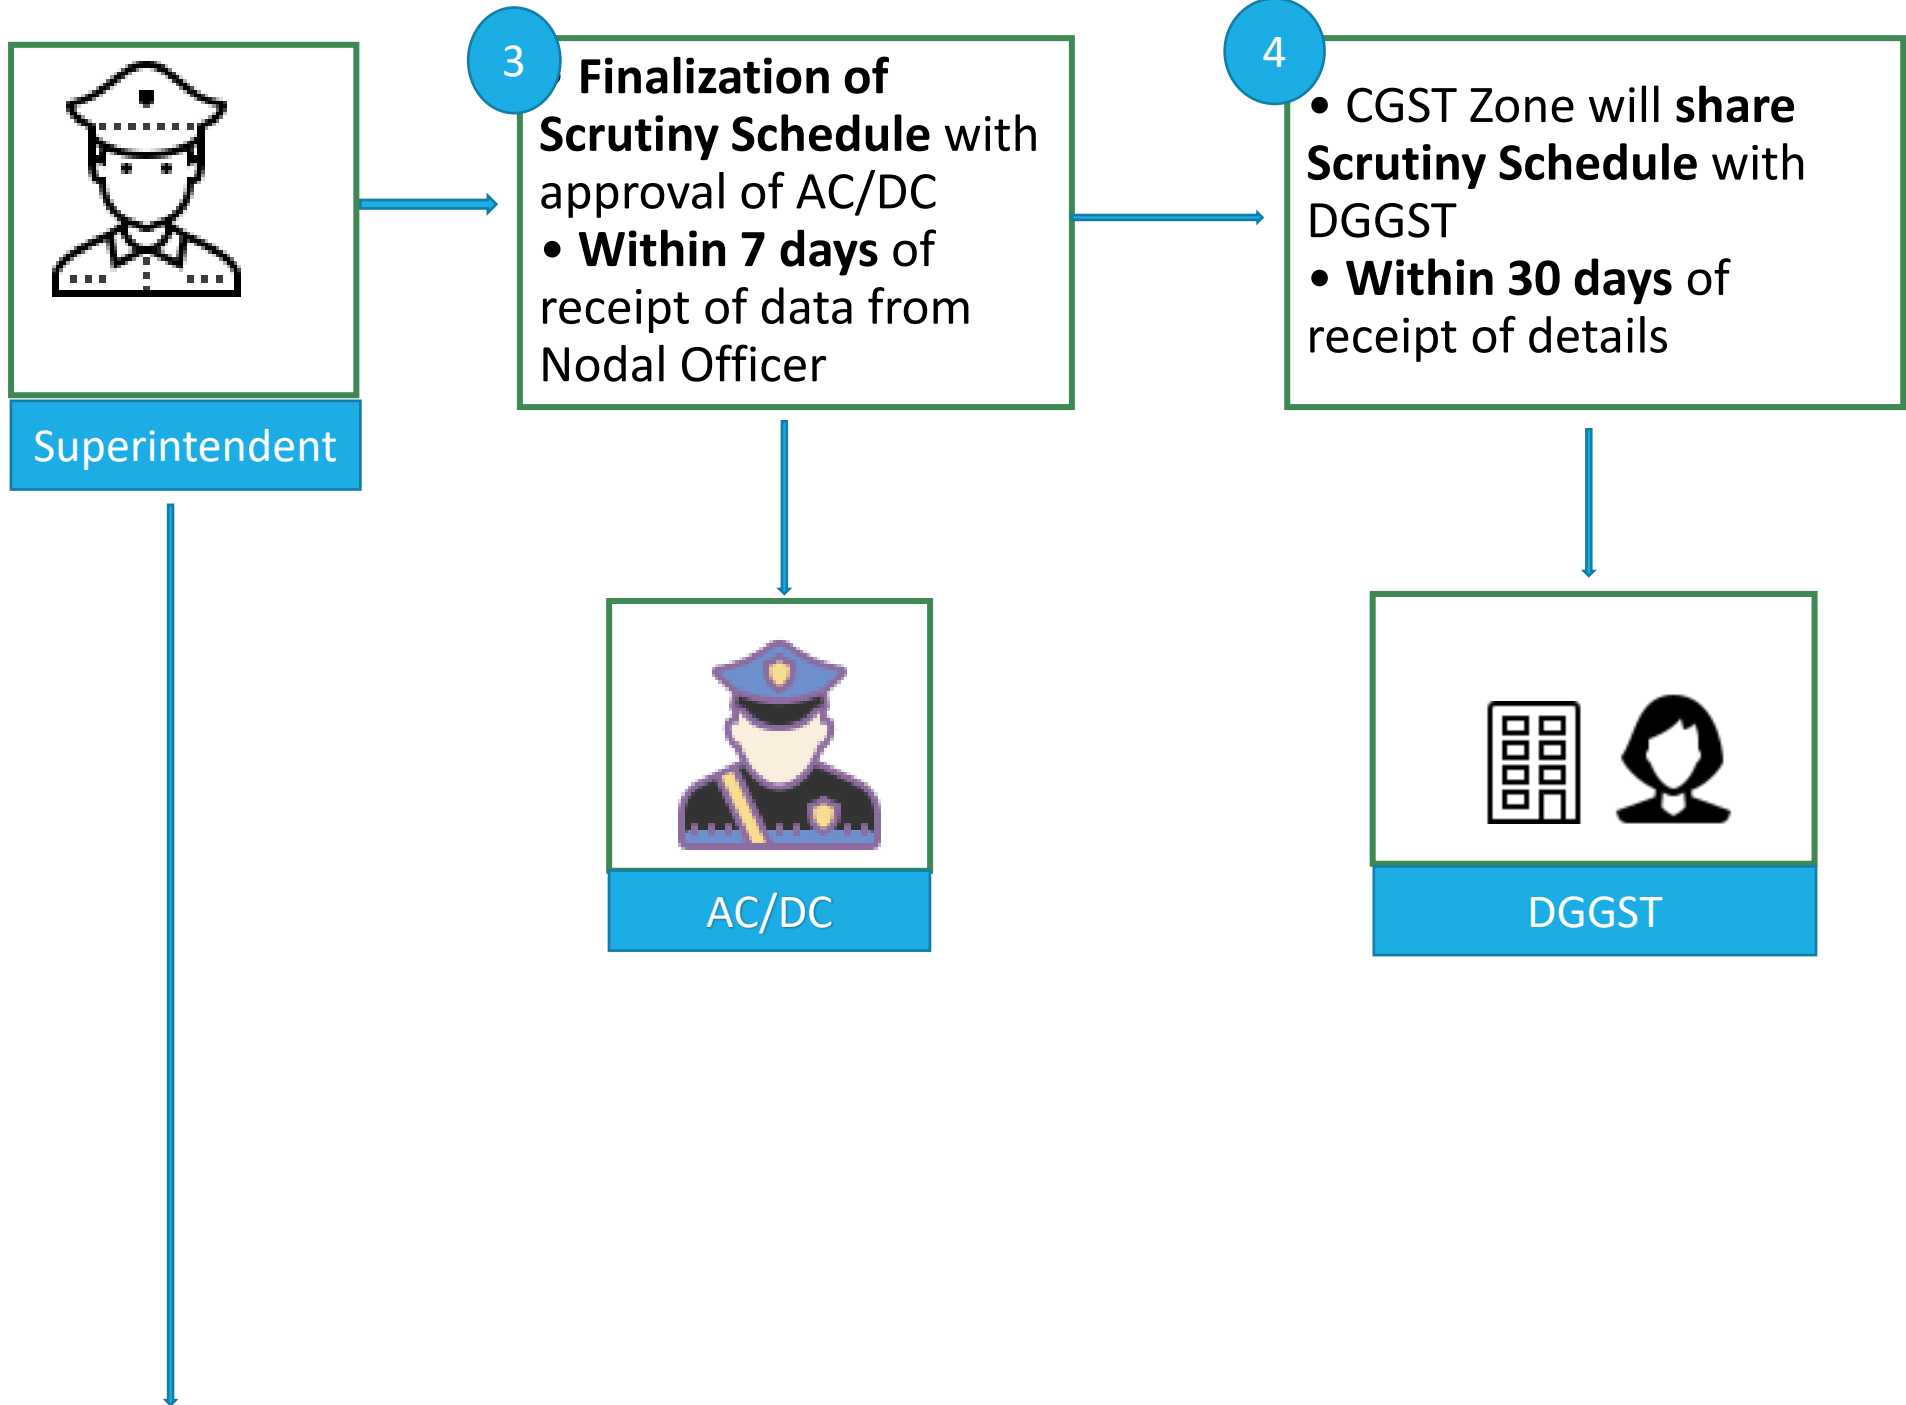 3
• Finalization of
Scrutiny Schedule with
approval of AC/DC
• Within 7 days of
receipt of data from
Nodal Officer
4
• CGST Zone will share
Scrutiny Schedule with
DGGST
• Within 30 days of
receipt of details
Superintendent
AC/DC
DGGST